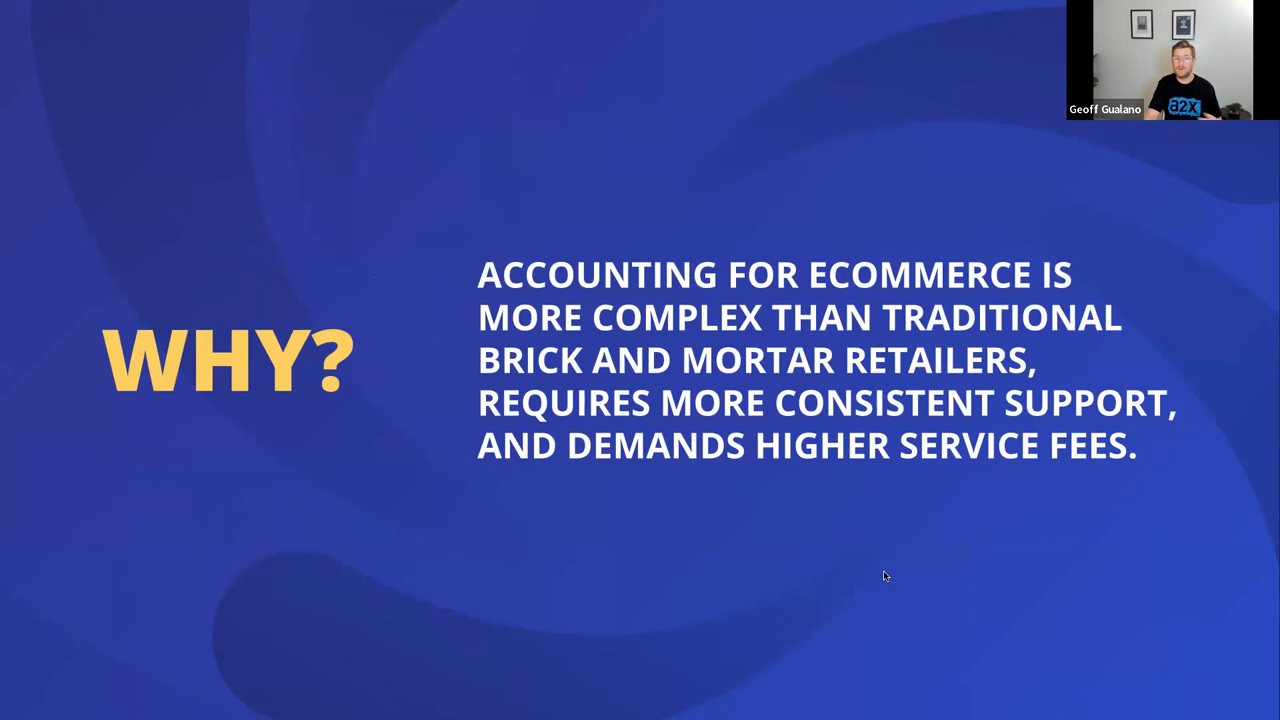 Geoff Gualano
a2x
WHY?
ACCOUNTING FOR ECOMMERCE IS
MORE COMPLEX THAN TRADITIONAL
BRICK AND MORTAR RETAILERS,
REQUIRES MORE CONSISTENT SUPPORT,
AND DEMANDS HIGHER SERVICE FEES.